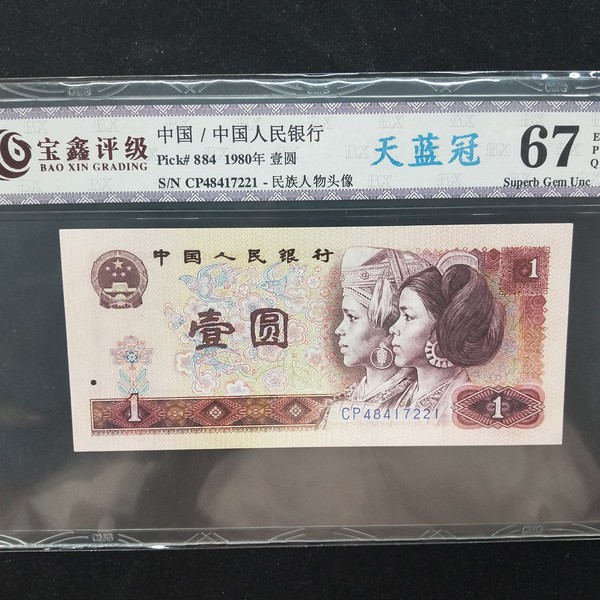 宝鑫评级
BAO XIN GRADING
中国 / 中国人民银行
Pick# 884 1980年 壹圆
S/N CP48417221 - 民族人物头像
天蓝冠
67
E
P
Q
Superb Gem Unc
中国人民银行
1
壹圆
1
CP48417221
1